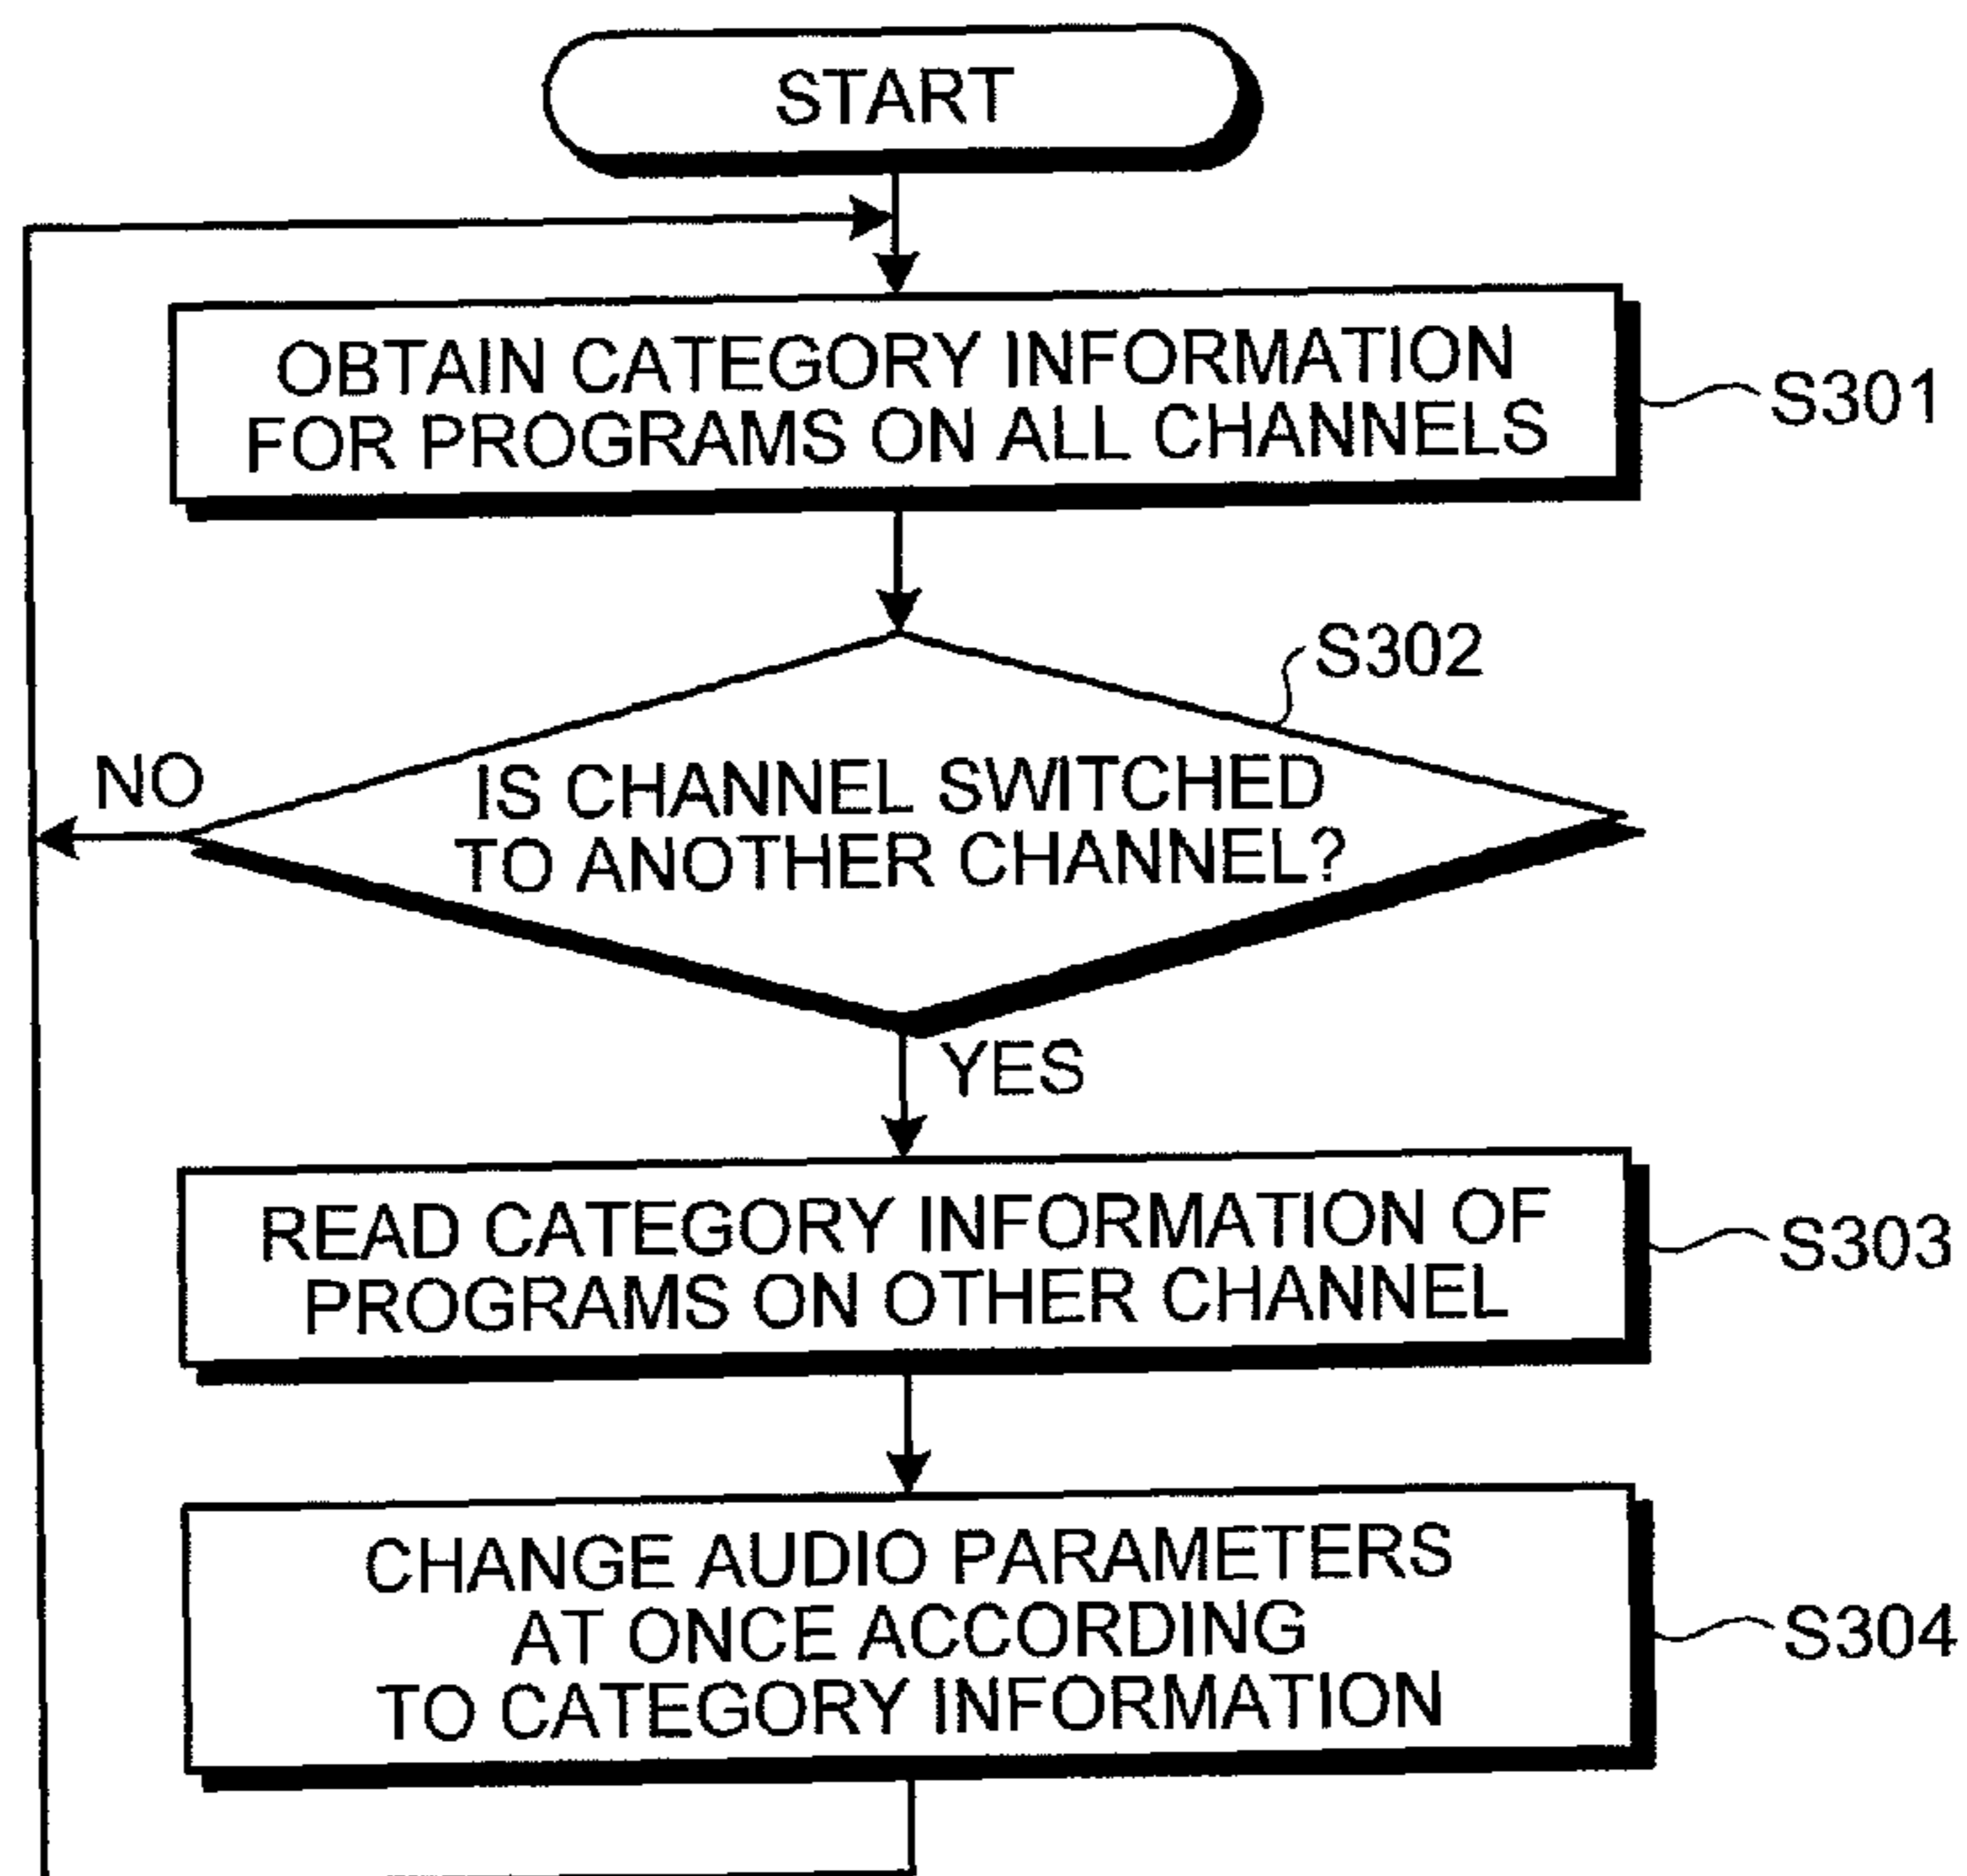 START
OBTAIN CATEGORY INFORMATION
FOR PROGRAMS ON ALL CHANNELS
S301
S302
NO
IS CHANNEL SWITCHED
TO ANOTHER CHANNEL?
YES
READ CATEGORY INFORMATION OF
PROGRAMS ON OTHER CHANNEL
S303
CHANGE AUDIO PARAMETERS
AT ONCE ACCORDING
TO CATEGORY INFORMATION
S304